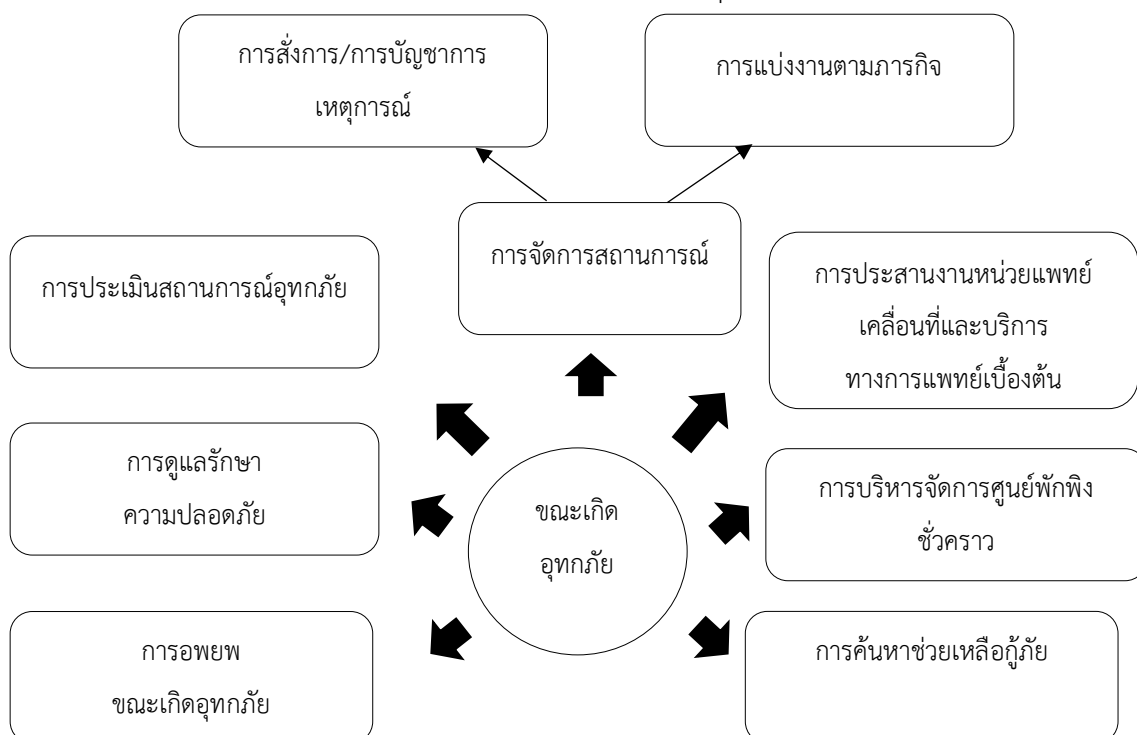 การสั่งการ/การบัญชาการ
เหตุการณ์
การแบ่งงานตามภารกิจ
การจัดการสถานการณ์
การประเมินสถานการณ์อุทกภัย
การประสานงานหน่วยแพทย์
เคลื่อนที่และบริการ
ทางการแพทย์เบื้องต้น
การดูแลรักษา
ความปลอดภัย
ขณะเกิด
อุทกภัย
การบริหารจัดการศูนย์พักพิง
ชั่วคราว
การอพยพ
ขณะเกิดอุทกภัย
การค้นหาช่วยเหลือกู้ภัย